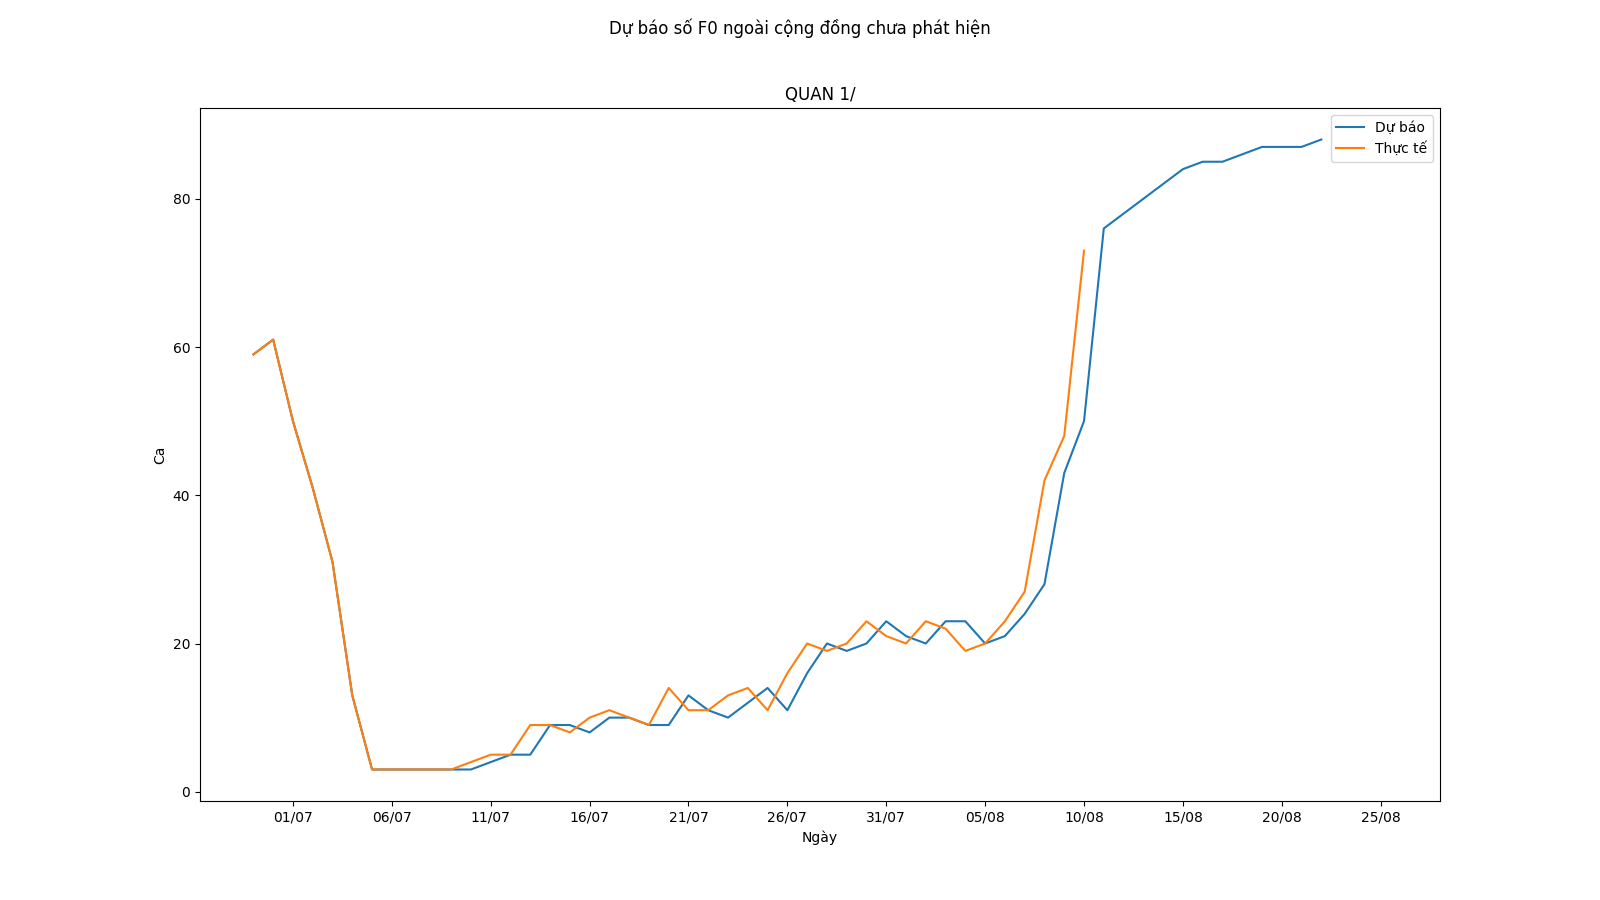 Dự báo số F0 ngoài cộng đồng chưa phát hiện
QUAN 1/
Dự báo
Thực tế
80
60
40
20
0
Ca
01/07 06/07 11/07 16/07 21/07 26/07 31/07 05/08 10/08 15/08 20/08 25/08
Ngày